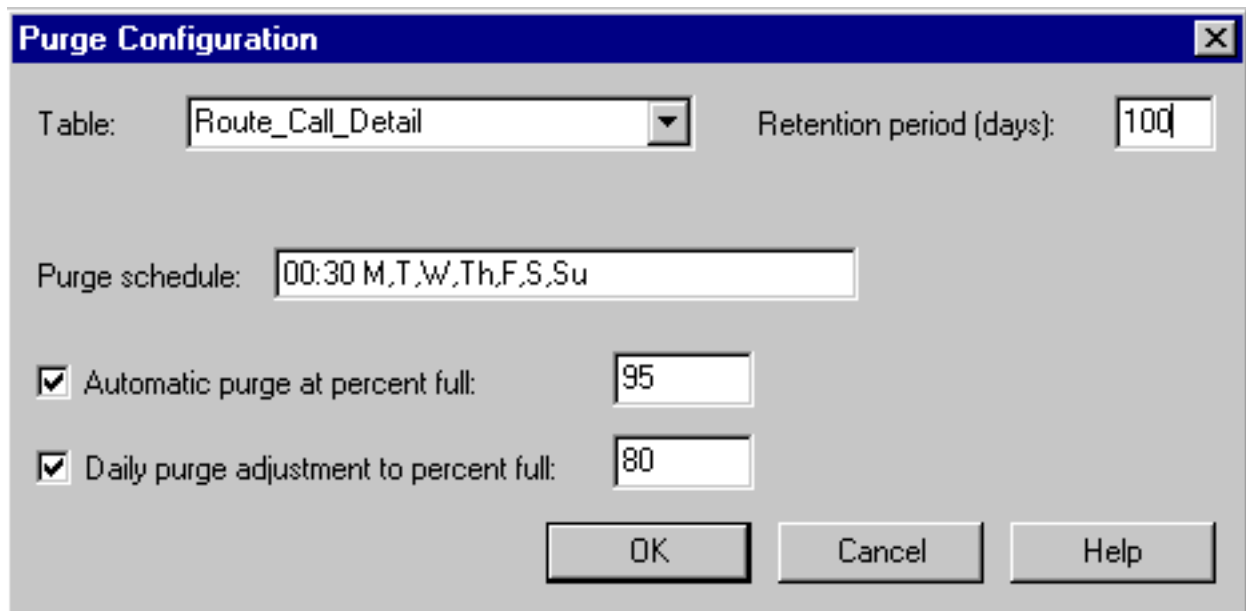 Purge Configuration
Table: Route_Call_Detail Retention period (days): 100
Purge schedule: 00:30 M,T,W,Th,F,S,Su
Automatic purge at percent full: 95
Daily purge adjustment to percent full: 80
OK Cancel Help